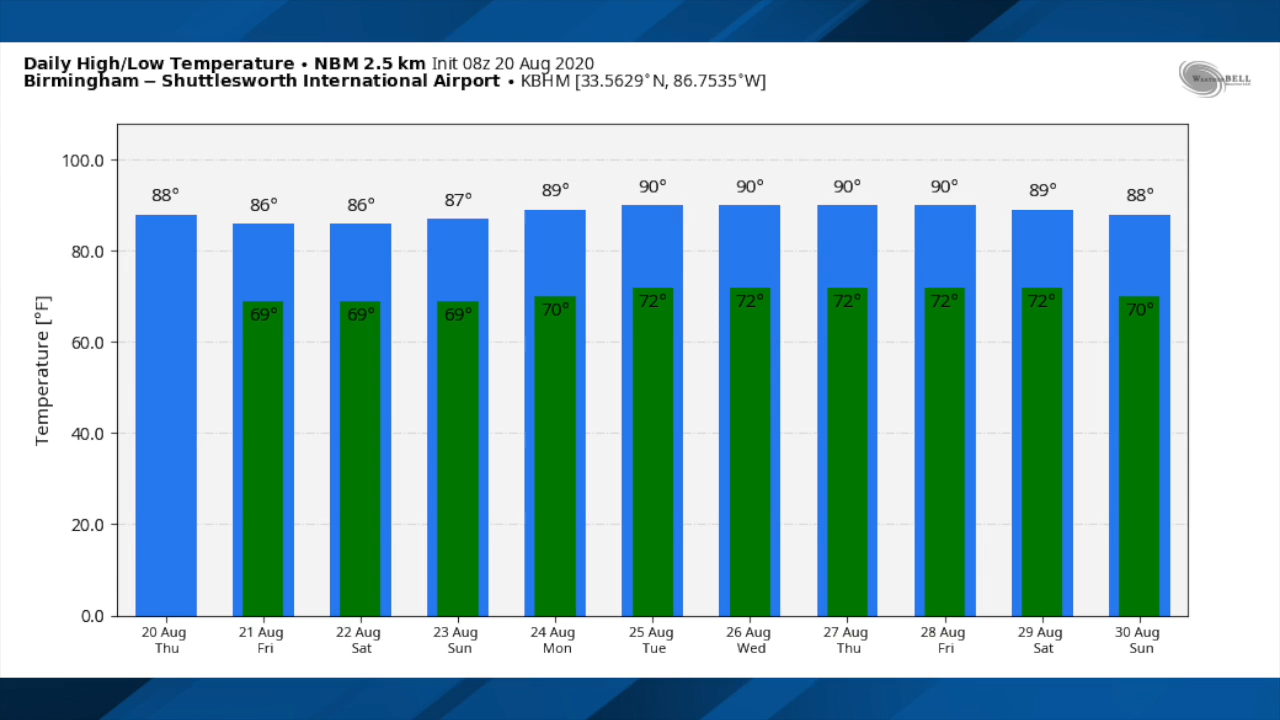 Daily High/Low Temperature • NBM 2.5 km Init 08z 20 Aug 2020
Birmingham – Shuttlesworth International Airport • KBHM [33.5629°N, 86.7535°W]
WeatherBELL
100.0
80.0
60.0
40.0
20.0
0.0
Temperature [°F]
88° 86° 86° 87° 89° 90° 90° 90° 90° 89° 88°
69° 69° 69° 70° 72° 72° 72° 72° 72° 70°
20 Aug 21 Aug 22 Aug 23 Aug 24 Aug 25 Aug 26 Aug 27 Aug 28 Aug 29 Aug 30 Aug
Thu Fri Sat Sun Mon Tue Wed Thu Fri Sat Sun